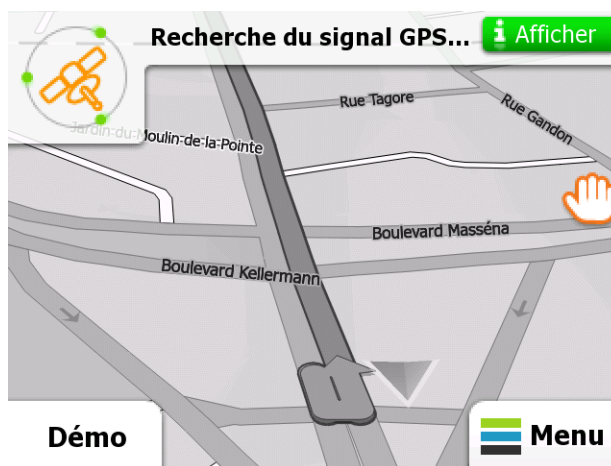 Recherche du signal GPS...
i Afficher
Rue Tagore
Rue Gandon
Jardin-du-Moulin-de-la-Pointe
Boulevard Masséna
Boulevard Kellermann
Démo
Menu